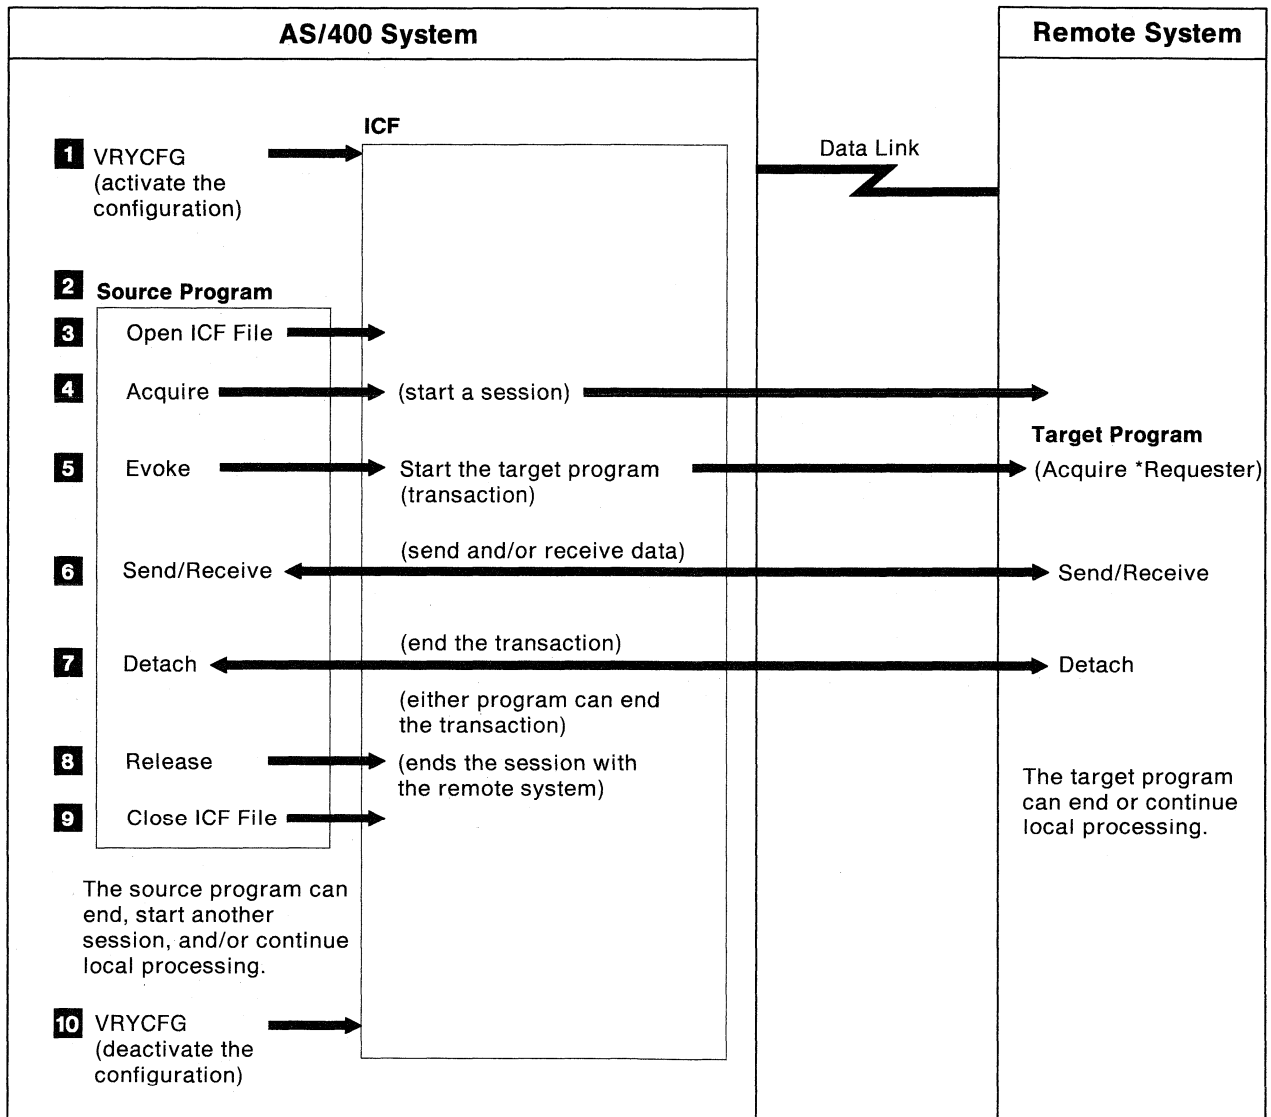 AS/400 System
Remote System
ICF
Data Link
1 VRYCFG
(activate the
configuration)
2 Source Program
3 Open ICF File
4 Acquire
(start a session)
Target Program
5 Evoke
Start the target program
(transaction)
(Acquire *Requester)
(send and/or receive data)
6 Send/Receive
Send/Receive
(end the transaction)
7 Detach
Detach
(either program can end
the transaction)
8 Release
(ends the session with
the remote system)
The target program
can end or continue
local processing.
9 Close ICF File
The source program can
end, start another
session, and/or continue
local processing.
10 VRYCFG
(deactivate the
configuration)